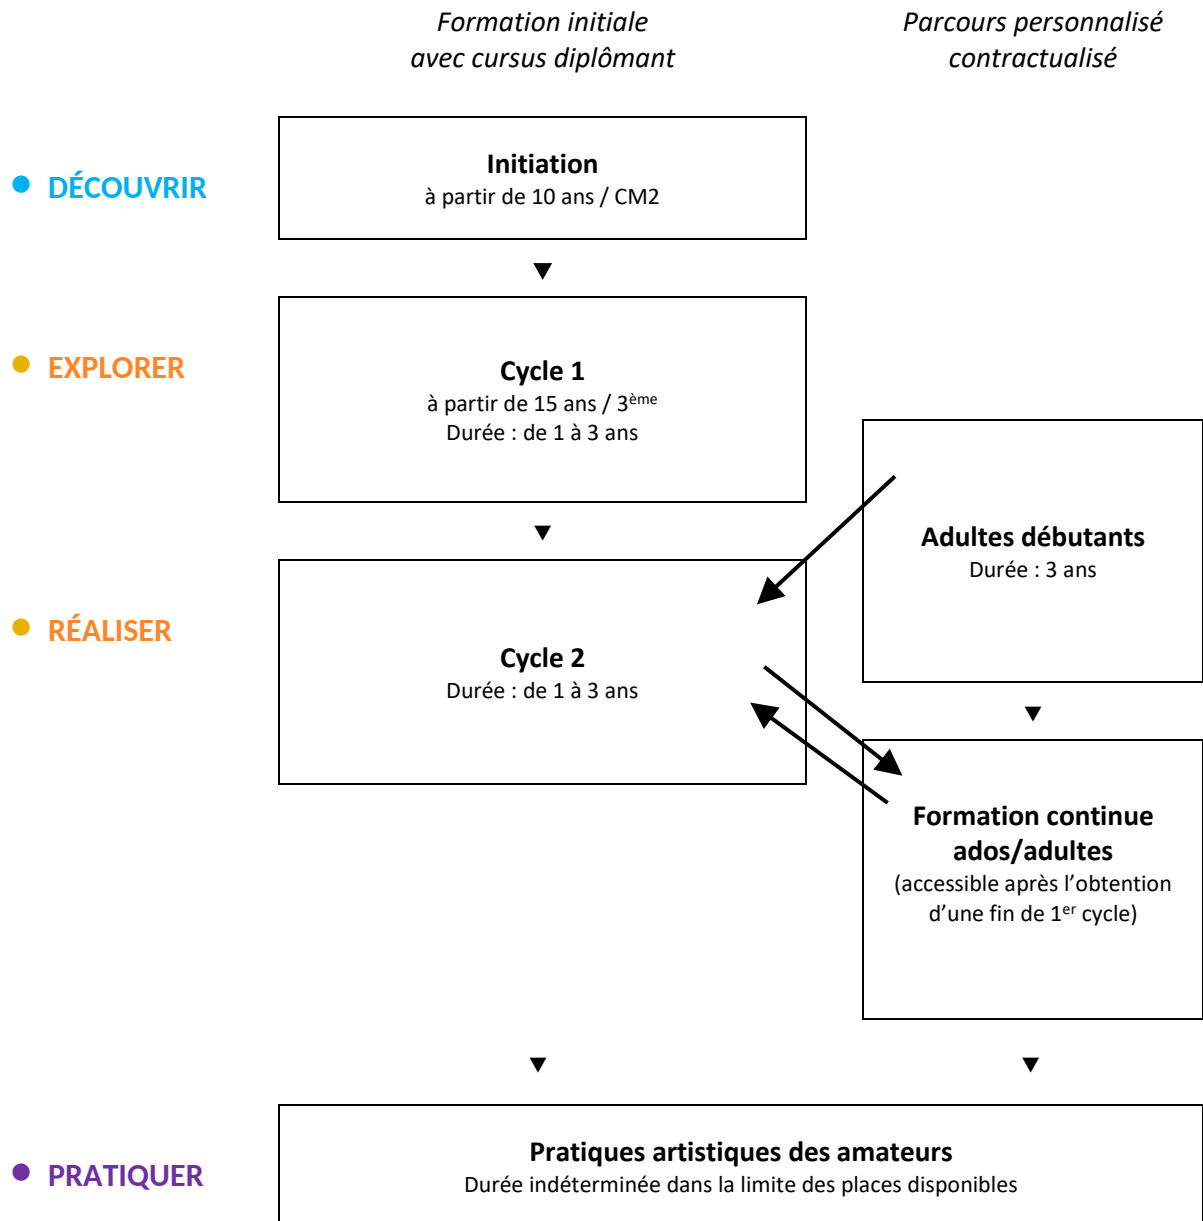 Formation initiale
avec cursus diplômant
Parcours personnalisé
contractualisé
● DÉCOUVRIR
Initiation
à partir de 10 ans / CM2
● EXPLORER
Cycle 1
à partir de 15 ans / 3ème
Durée : de 1 à 3 ans
Adultes débutants
Durée : 3 ans
● RÉALISER
Cycle 2
Durée : de 1 à 3 ans
Formation continue
ados/adultes
(accessible après l’obtention
d’une fin de 1er cycle)
● PRATIQUER
Pratiques artistiques des amateurs
Durée indéterminée dans la limite des places disponibles